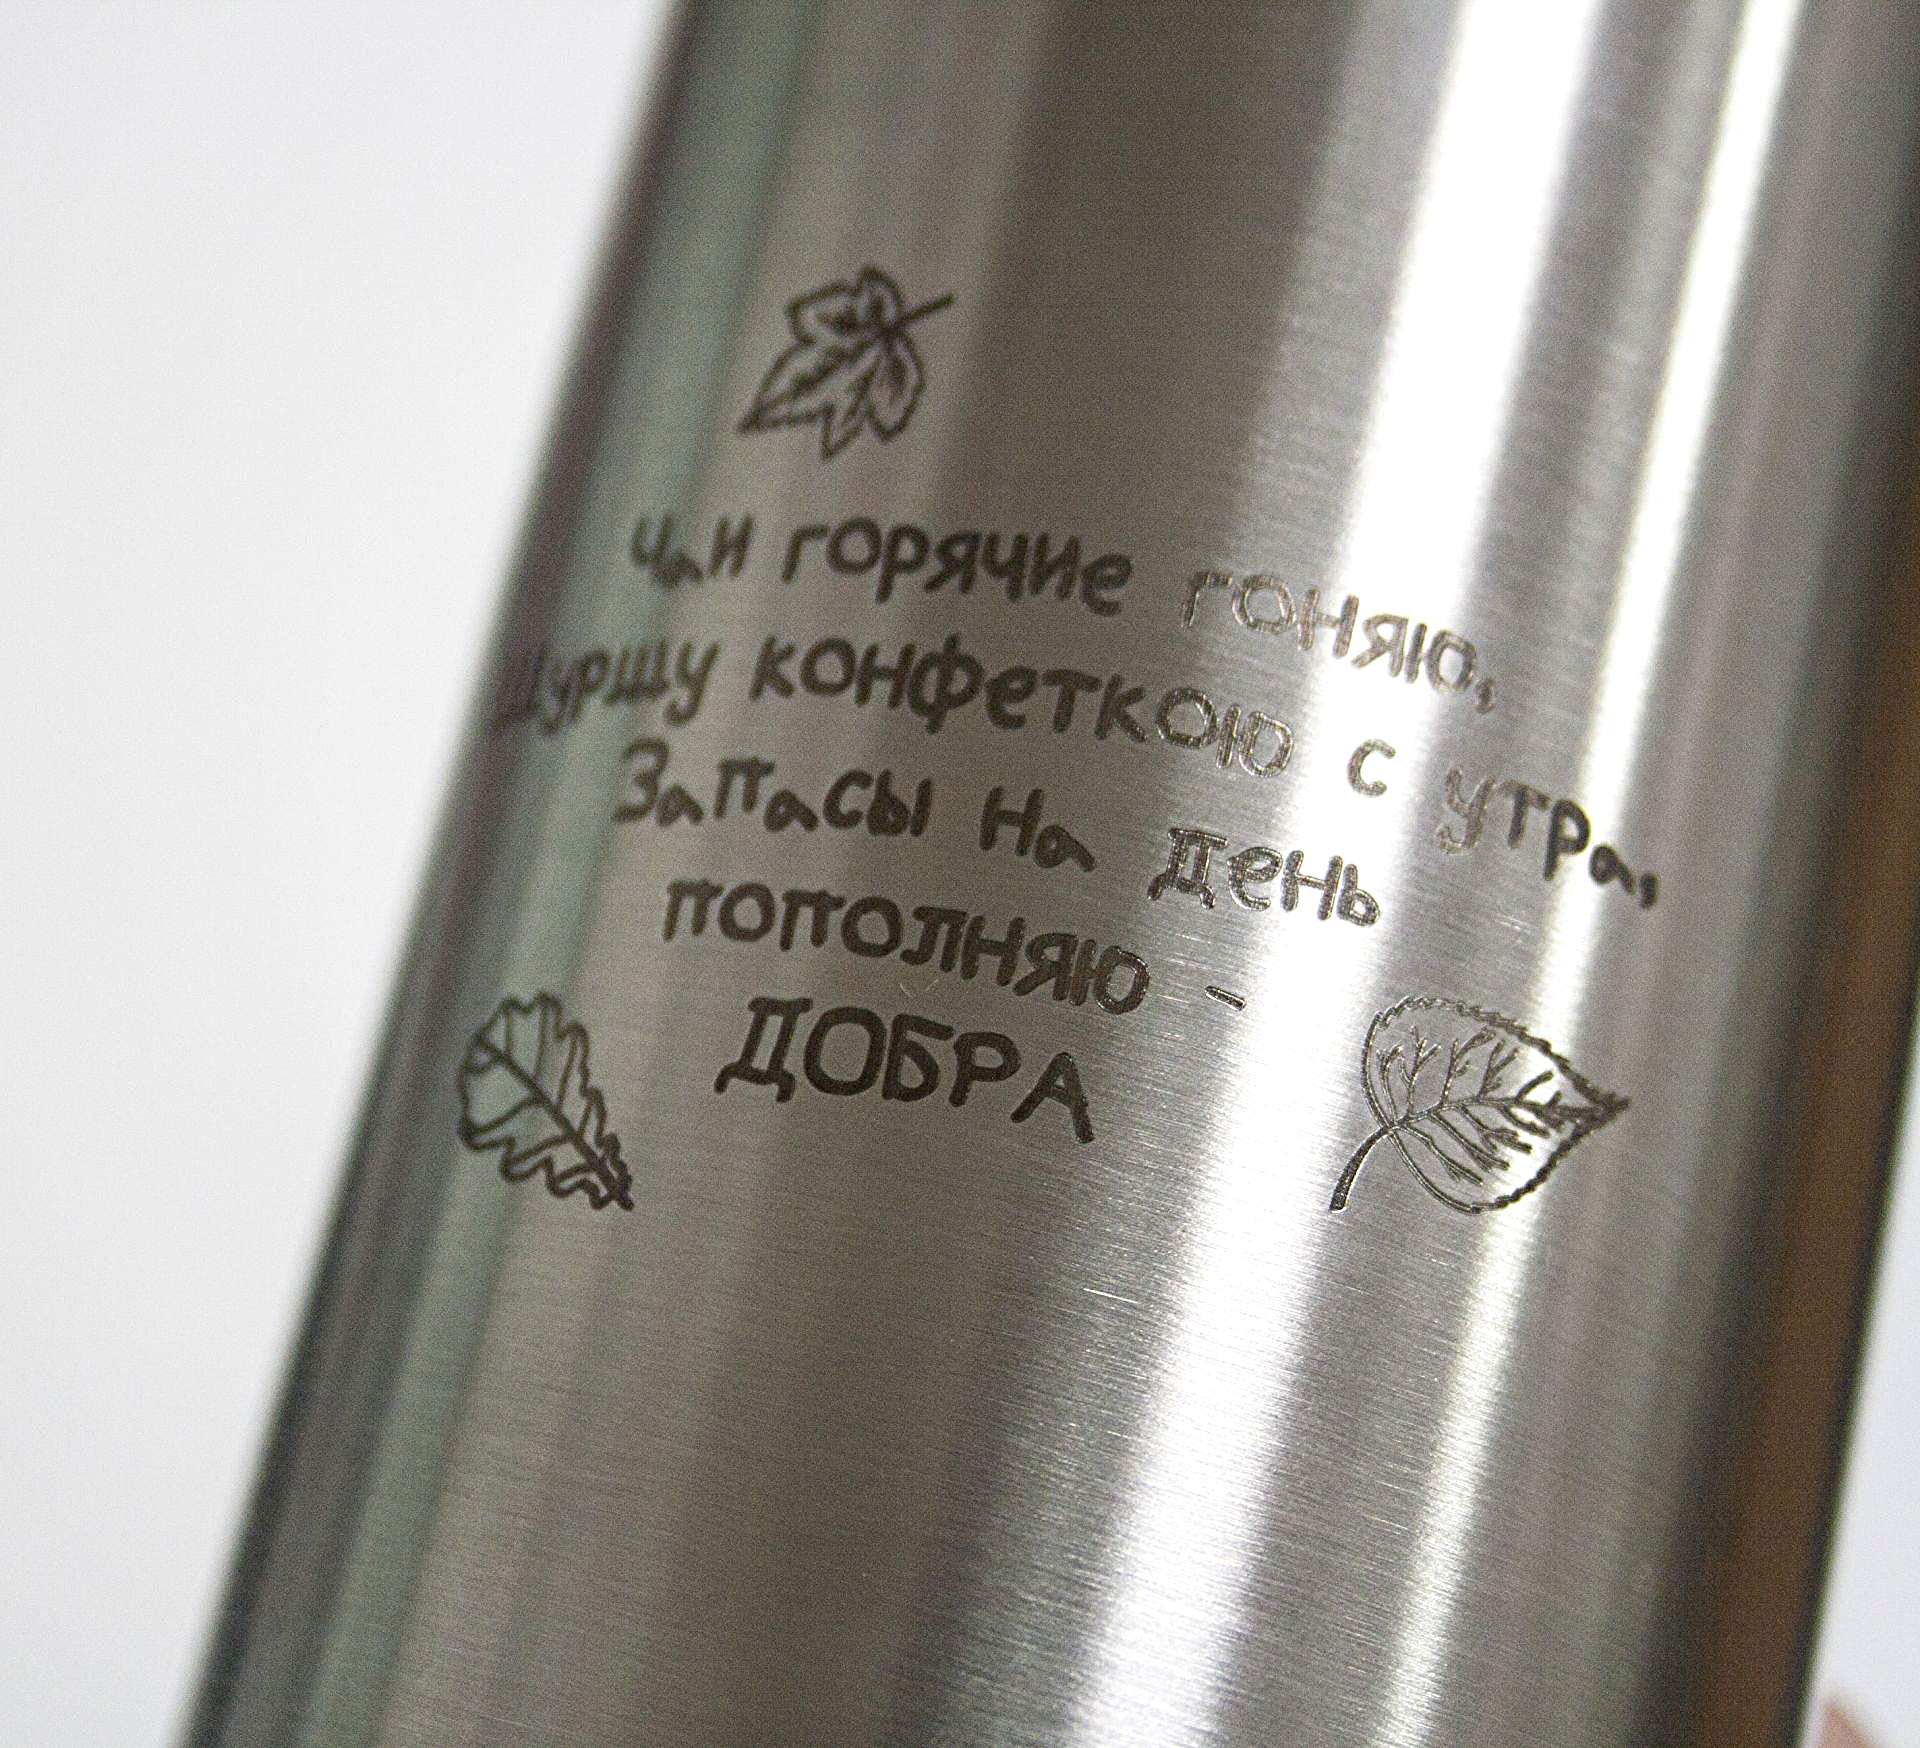 Чаи горячие гоняю,
Шуршу конфеткою с утра,
Запасы на день
пополняю -
ДОБРА